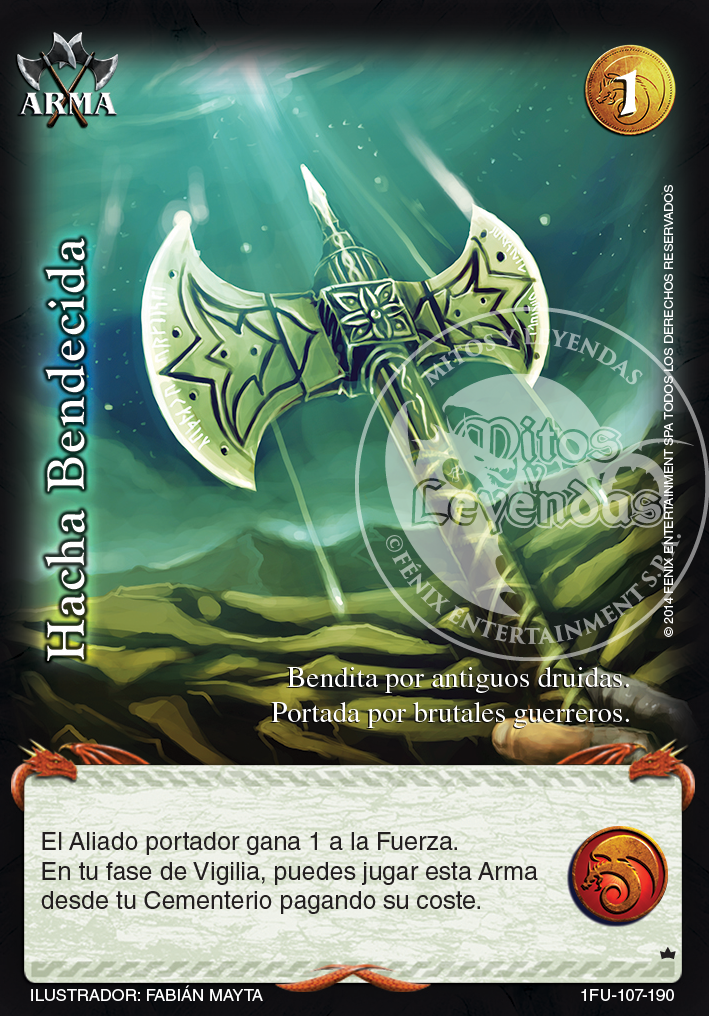 ARMA
1
Hacha Bendecida
© 2014 FÉNIX ENTERTAINMENT SPA TODOS LOS DERECHOS RESERVADOS
MITOS Y LEYENDAS
Mitos
y
Leyendas
© FÉNIX ENTERTAINMENT S.P.A.
Bendita por antiguos druidas.
Portada por brutales guerreros.
El Aliado portador gana 1 a la Fuerza.
En tu fase de Vigilia, puedes jugar esta Arma
desde tu Cementerio pagando su coste.
ILUSTRADOR: FABIÁN MAYTA
1FU-107-190